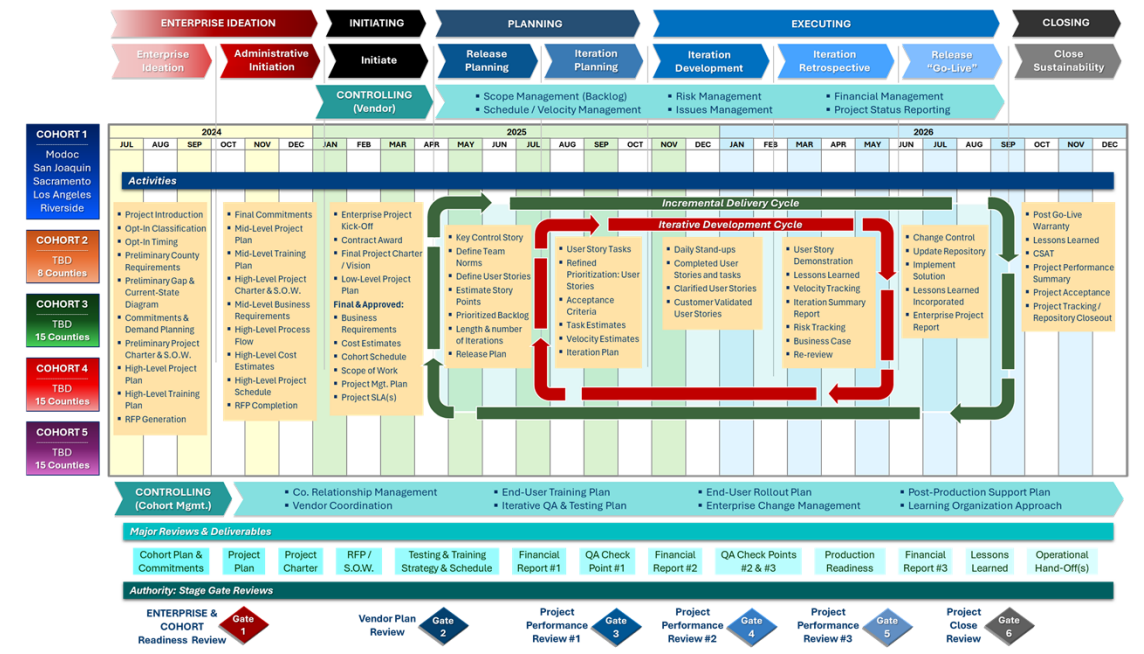 ENTERPRISE IDEATION
INITIATING
PLANNING
EXECUTING
CLOSING
Enterprise
Ideation
Administrative
Initiation
Initiate
Release
Planning
Iteration
Planning
Iteration
Development
Iteration
Retrospective
Release
“Go-Live”
Close
Sustainability
CONTROLLING
(Vendor)
▪ Scope Management (Backlog)
▪ Schedule / Velocity Management
▪ Risk Management
▪ Issues Management
▪ Financial Management
▪ Project Status Reporting
COHORT 1
Modoc
San Joaquin
Sacramento
Los Angeles
Riverside
COHORT 2
TBD
8 Counties
COHORT 3
TBD
15 Counties
COHORT 4
TBD
15 Counties
COHORT 5
TBD
15 Counties
2024
2025
2026
JUL AUG SEP OCT NOV DEC JAN FEB MAR APR MAY JUN JUL AUG SEP OCT NOV DEC JAN FEB MAR APR MAY JUN JUL AUG SEP OCT NOV DEC
Activities
Incremental Delivery Cycle
Iterative Development Cycle
▪ Project Introduction
▪ Opt-In Classification
▪ Opt-In Timing
▪ Preliminary County
Requirements
▪ Preliminary Gap &
Current-State
Diagram
▪ Commitments &
Demand Planning
▪ Preliminary Project
Charter & S.O.W.
▪ High-Level Project
Plan
▪ High-Level Training
Plan
▪ RFP Generation
▪ Final Commitments
▪ Mid-Level Project
Plan
▪ Mid-Level Training
Plan
▪ High-Level Project
Charter & S.O.W.
▪ Mid-Level Business
Requirements
▪ High-Level Process
Flow
▪ High-Level Cost
Estimates
▪ High-Level Project
Schedule
▪ RFP Completion
▪ Enterprise Project
Kick-Off
▪ Contract Award
▪ Final Project Charter
/ Vision
▪ Low-Level Project
Plan
Final & Approved:
▪ Business
Requirements
▪ Cost Estimates
▪ Cohort Schedule
▪ Scope of Work
▪ Project Mgt. Plan
▪ Project SLA(s)
▪ Key Control Story
▪ Define Team
Norms
▪ Define User Stories
▪ Estimate Story
Points
▪ Prioritized Backlog
▪ Length & number
of Iterations
▪ Release Plan
▪ User Story Tasks
▪ Refined
Prioritization: User
Stories
▪ Acceptance
Criteria
▪ Task Estimates
▪ Velocity Estimates
▪ Iteration Plan
▪ Daily Stand-ups
▪ Completed User
Stories and tasks
▪ Clarified User Stories
▪ Customer Validated
User Stories
▪ User Story
Demonstration
▪ Lessons Learned
▪ Velocity Tracking
▪ Iteration Summary
Report
▪ Risk Tracking
▪ Business Case
▪ Re-review
▪ Change Control
▪ Update Repository
▪ Implement
Solution
▪ Lessons Learned
Incorporated
▪ Enterprise Project
Report
▪ Post Go-Live
Warranty
▪ Lessons Learned
▪ CSAT
▪ Project Performance
Summary
▪ Project Acceptance
▪ Project Tracking /
Repository Closeout
CONTROLLING
(Cohort Mgmt.)
▪ Co. Relationship Management
▪ Vendor Coordination
▪ End-User Training Plan
▪ Iterative QA & Testing Plan
▪ End-User Rollout Plan
▪ Enterprise Change Management
▪ Post-Production Support Plan
▪ Learning Organization Approach
Major Reviews & Deliverables
Cohort Plan &
Commitments
Project
Plan
Project
Charter
RFP /
S.O.W.
Testing & Training
Strategy & Schedule
Financial
Report #1
QA Check
Point #1
Financial
Report #2
QA Check Points
#2 & #3
Production
Readiness
Financial
Report #3
Lessons
Learned
Operational
Hand-Off(s)
Authority: Stage Gate Reviews
ENTERPRISE &
COHORT
Readiness Review
Gate
1
Vendor Plan
Review
Gate
2
Project
Performance
Review #1
Gate
3
Project
Performance
Review #2
Gate
4
Project
Performance
Review #3
Gate
5
Project
Close
Review
Gate
6